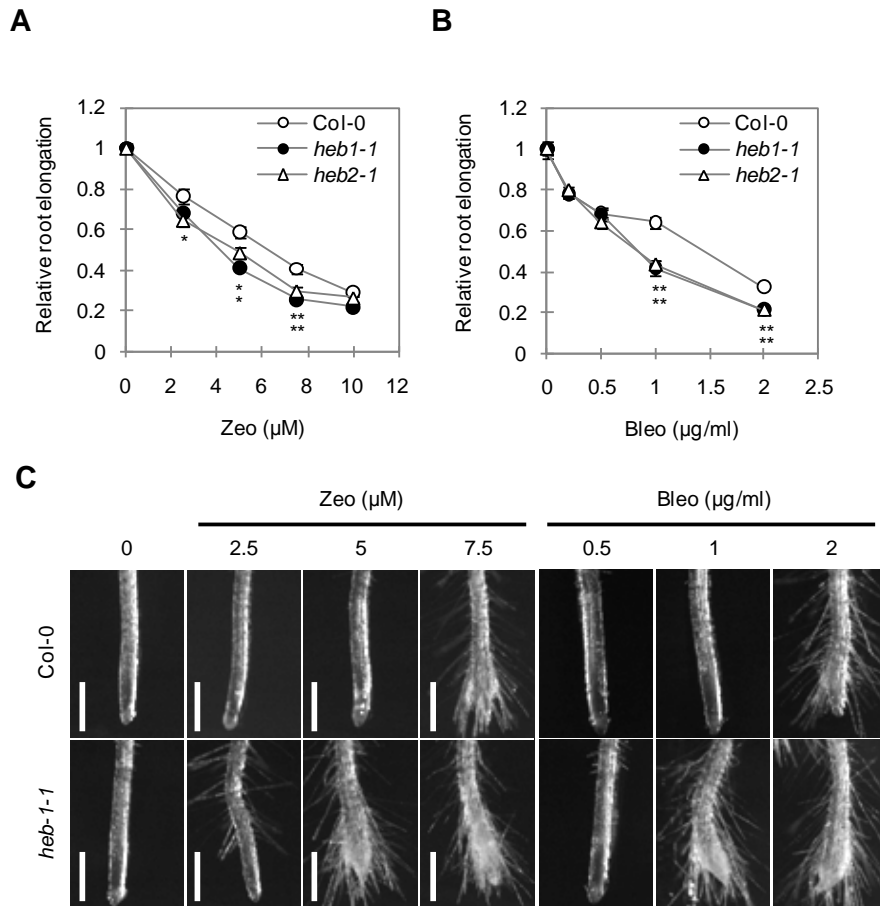 A
B
Relative root elongation
1.2
1
0.8
0.6
0.4
0.2
0
Col-0
heb1-1
heb2-1
*
*
*
**
**
0 2 4 6 8 10 12
Zeo (μM)
Relative root elongation
1.2
1
0.8
0.6
0.4
0.2
0
Col-0
heb1-1
heb2-1
**
**
**
**
0 0.5 1 1.5 2 2.5
Bleo (μg/ml)
C
Zeo (μM)
Bleo (μg/ml)
0 2.5 5 7.5 0.5 1 2
Col-0
heb-1-1